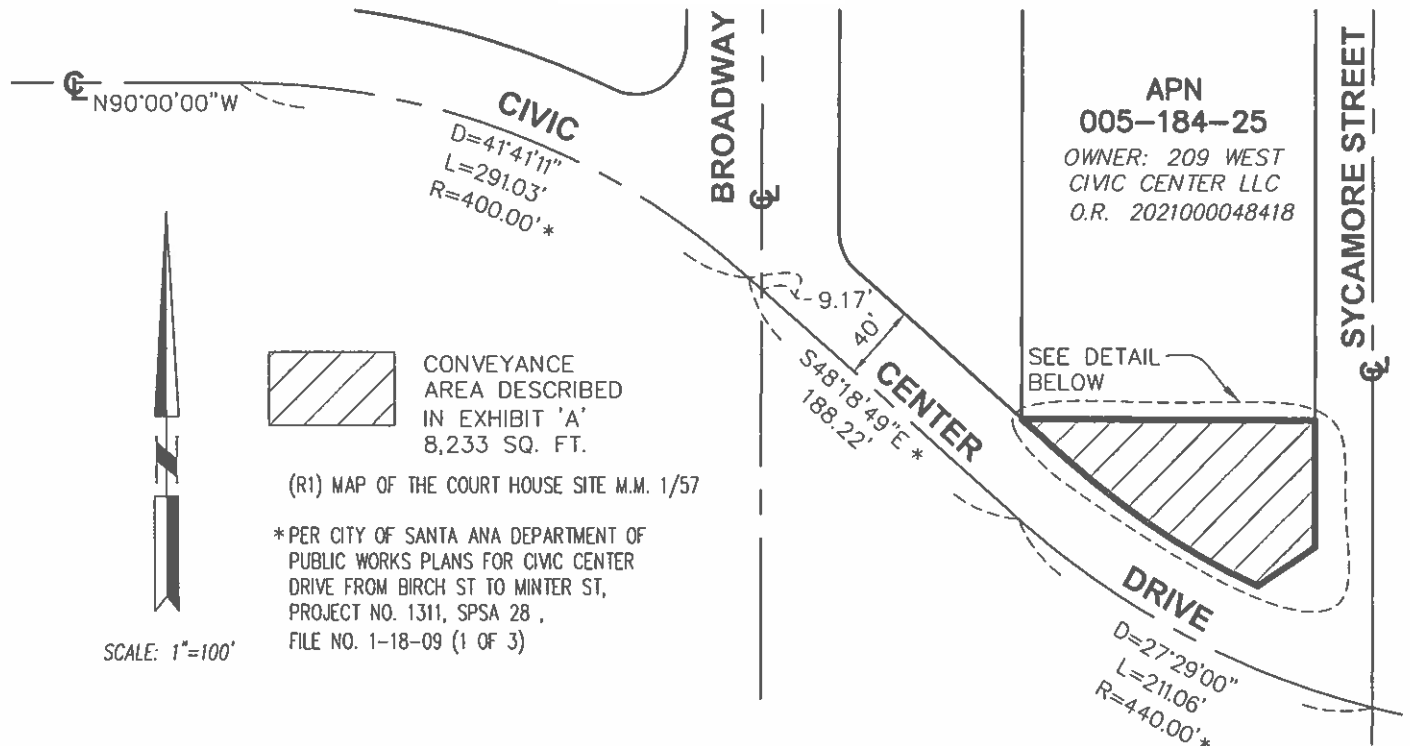 ℄ N90°00'00"W
CIVIC
D=41°41'11"
L=291.03'
R=400.00' *
BROADWAY
℄
APN
005-184-25
OWNER: 209 WEST
CIVIC CENTER LLC
O.R. 2021000048418
SYCAMORE STREET
℄
9.17'
40'
S48°18'49"E *
188.22'
CENTER
SEE DETAIL
BELOW
CONVEYANCE
AREA DESCRIBED
IN EXHIBIT 'A'
8,233 SQ. FT.
(R1) MAP OF THE COURT HOUSE SITE M.M. 1/57
* PER CITY OF SANTA ANA DEPARTMENT OF
PUBLIC WORKS PLANS FOR CIVIC CENTER
DRIVE FROM BIRCH ST TO MINTER ST,
PROJECT NO. 1311, SPSA 28 ,
FILE NO. 1-18-09 (1 OF 3)
SCALE: 1"=100'
DRIVE
D=27°29'00"
L=211.06'
R=440.00' *